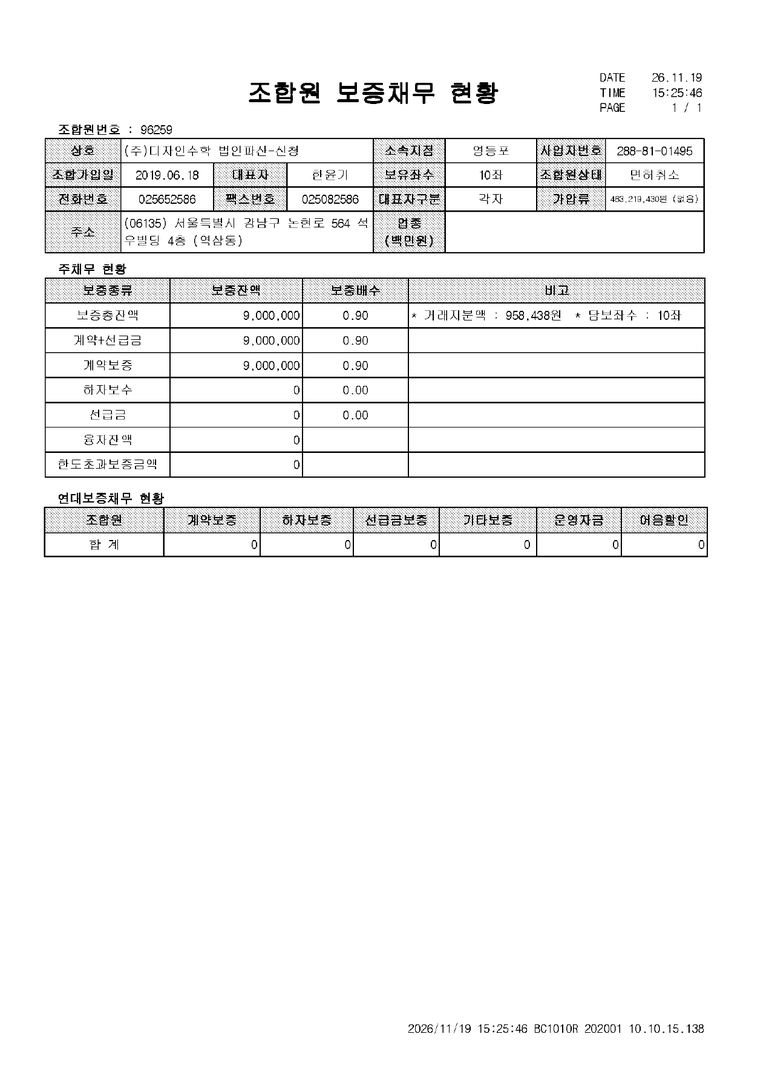 조합원 보증채무 현황
DATE 26.11.19
TIME 15:25:46
PAGE 1 / 1
조합원번호 : 96259
상호 (주)디자인수학 법인파산-신청 소속지점 영등포 사업자번호 288-81-01495
조합가입일 2019.06.18 대표자 한윤기 보유좌수 10좌 조합원상태 면허취소
전화번호 025652586 팩스번호 025082586 대표자구분 각자 가압류 463,219,430원 (없음)
주소 (06135) 서울특별시 강남구 논현로 564 석
우빌딩 4층 (역삼동)
업종
(백만원)
주채무 현황
보증종류 보증잔액 보증배수 비고
보증총잔액 9,000,000 0.90 * 거래지분액 : 958,438원 * 담보좌수 : 10좌
계약+선급금 9,000,000 0.90
계약보증 9,000,000 0.90
하자보수 0 0.00
선급금 0 0.00
융자잔액 0
한도초과보증금액 0
연대보증채무 현황
조합원 계약보증 하자보증 선급금보증 기타보증 운영자금 어음할인
합 계 0 0 0 0 0 0
2026/11/19 15:25:46 BC1010R 202001 10.10.15.138